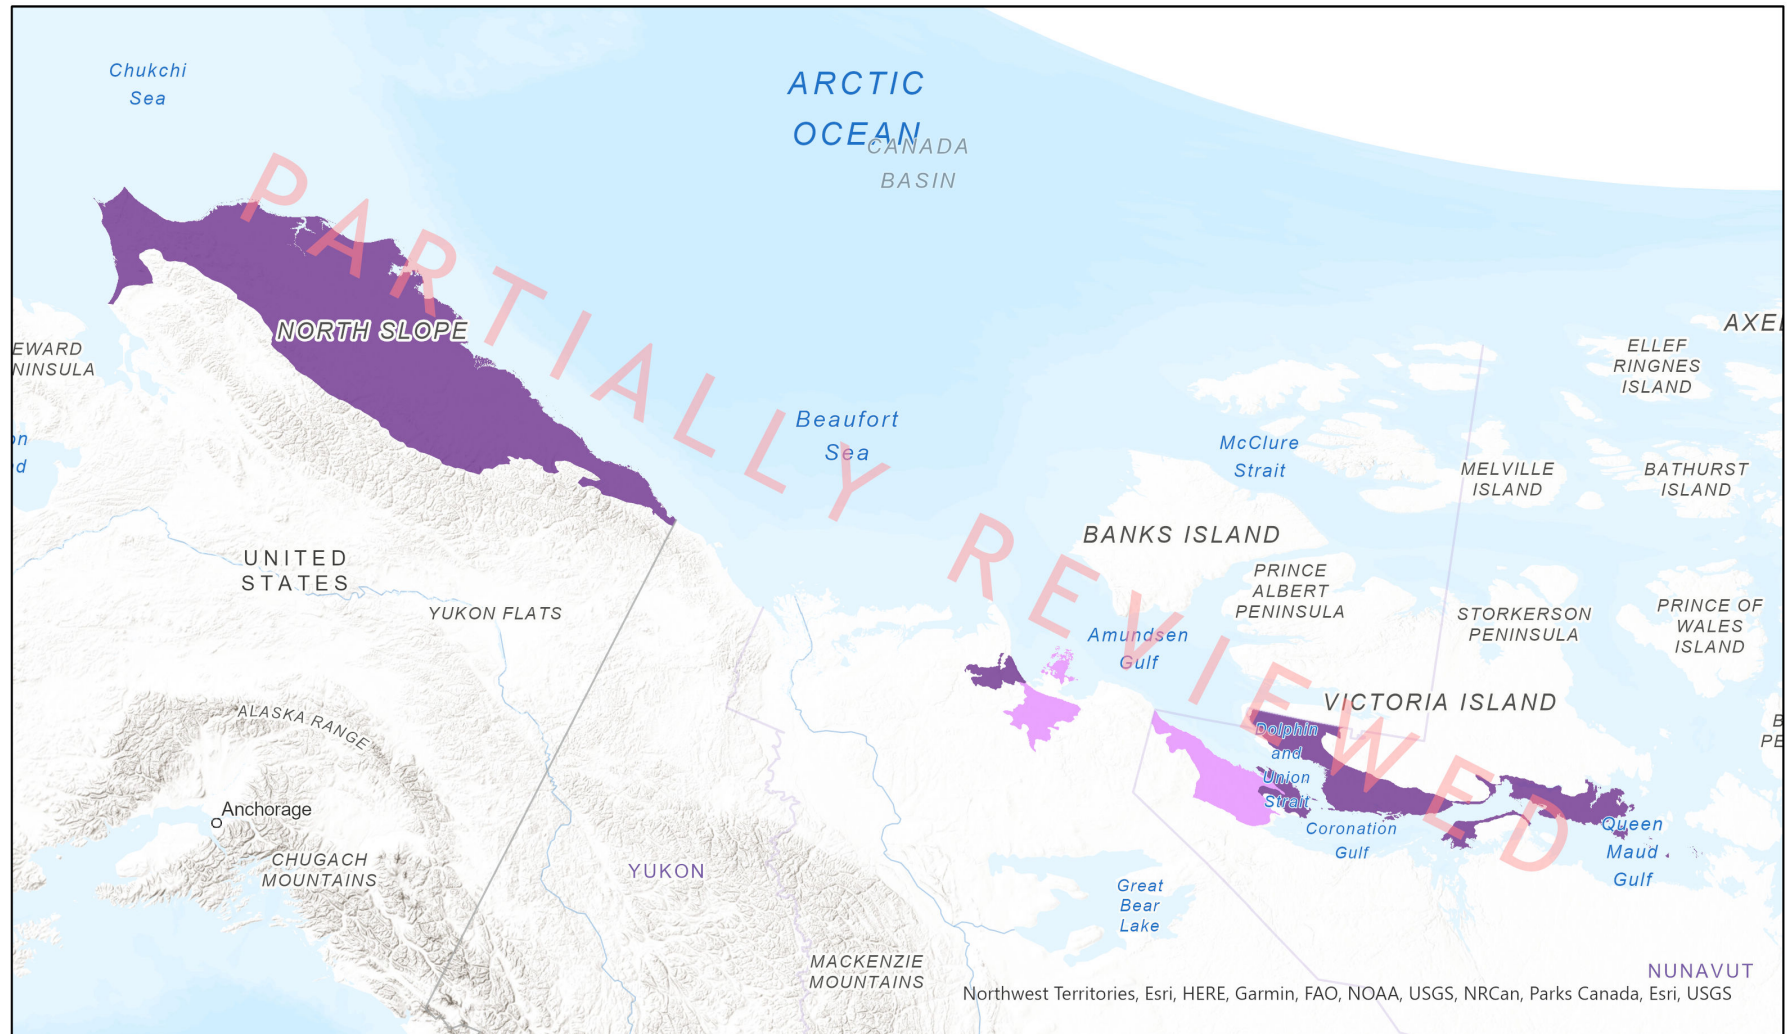 Chukchi
Sea
ARCTIC
OCEAN
CANADA
BASIN
PARTIALLY REVIEWED
NORTH SLOPE
EWARD
NINSULA
AXEL
ELLEF
RINGNES
ISLAND
Beaufort
Sea
McClure
Strait
MELVILLE
ISLAND
BATHURST
ISLAND
on
d
BANKS ISLAND
UNITED
STATES
PRINCE
ALBERT
PENINSULA
YUKON FLATS
STORKERSON
PENINSULA
PRINCE OF
WALES
ISLAND
Amundsen
Gulf
VICTORIA ISLAND
ALASKA RANGE
Dolphin
and
Union
Strait
B
PE
Anchorage
Coronation
Gulf
Queen
Maud
Gulf
CHUGACH
MOUNTAINS
YUKON
Great
Bear
Lake
MACKENZIE
MOUNTAINS
NUNAVUT
Northwest Territories, Esri, HERE, Garmin, FAO, NOAA, USGS, NRCan, Parks Canada, Esri, USGS